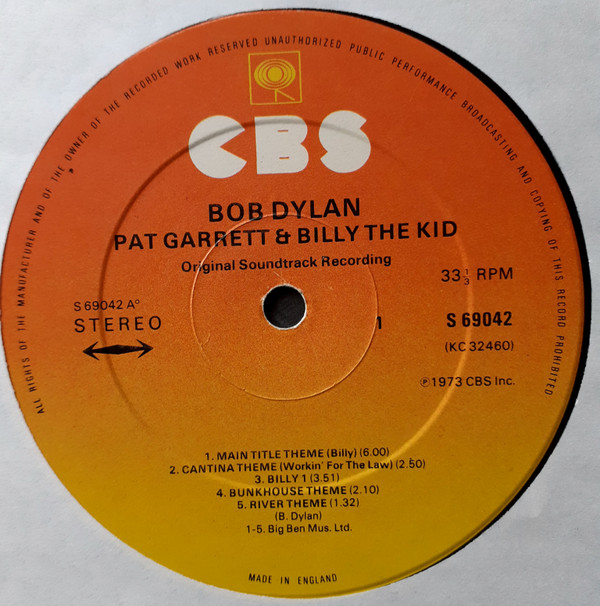 ALL RIGHTS OF THE MANUFACTURER AND OF THE OWNER OF THE RECORDED WORK RESERVED UNAUTHORIZED PUBLIC PERFORMANCE BROADCASTING AND COPYING OF THIS RECORD PROHIBITED
CBS
BOB DYLAN
PAT GARRETT & BILLY THE KID
Original Soundtrack Recording
33⅓ RPM
S 69042 A°
STEREO
1
S 69042
(KC 32460)
℗1973 CBS Inc.
1. MAIN TITLE THEME (Billy) (6.00)
2. CANTINA THEME (Workin' For The Law) (2.50)
3. BILLY 1 (3.51)
4. BUNKHOUSE THEME (2.10)
5. RIVER THEME (1.32)
(B. Dylan)
1-5. Big Ben Mus. Ltd.
MADE IN ENGLAND